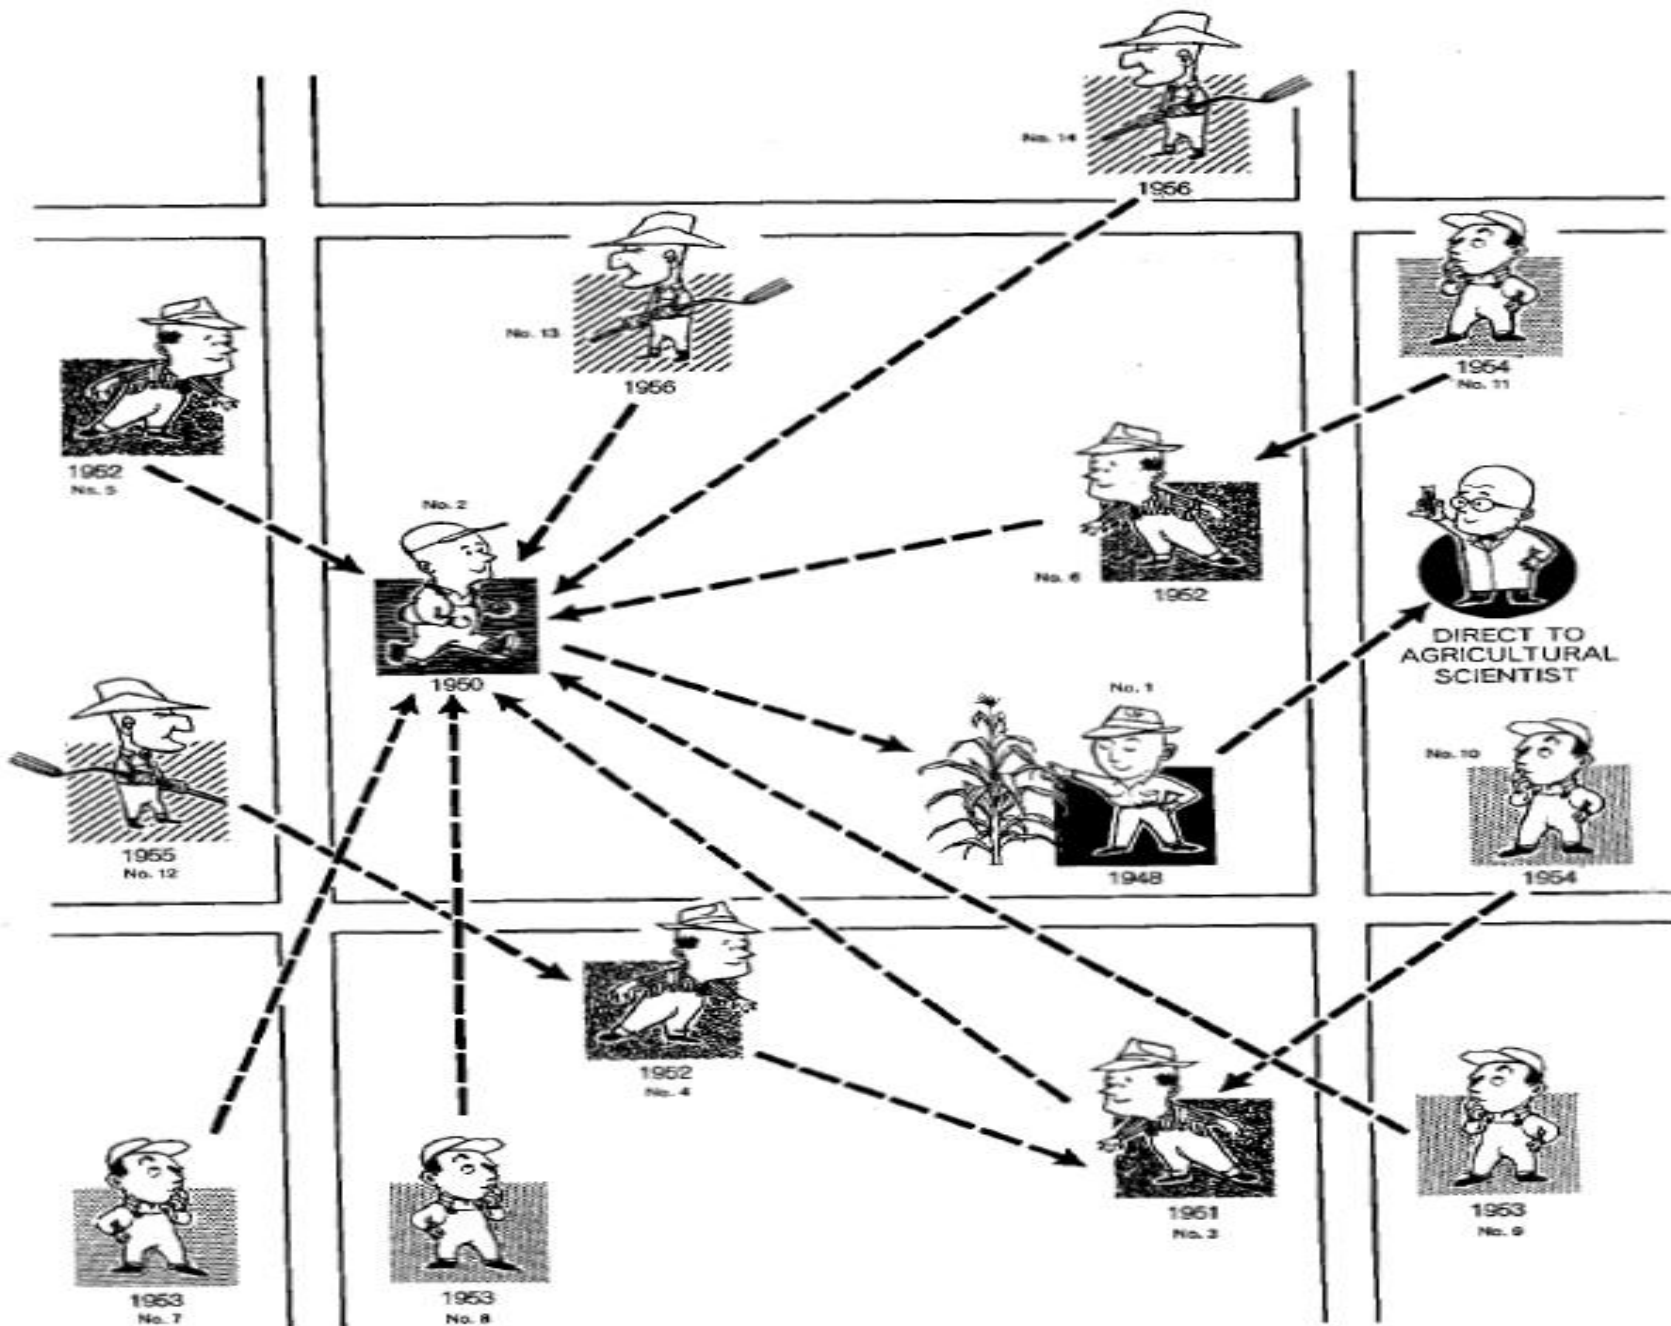 No. 14
1956
No. 13
1956
1954
No. 11
1952
No. 5
No. 2
No. 6
1952
DIRECT TO
AGRICULTURAL
SCIENTIST
1950
No. 1
No. 10
1955
No. 12
1948
1954
1952
No. 4
1951
No. 3
1953
No. 9
1953
No. 7
1953
No. 8